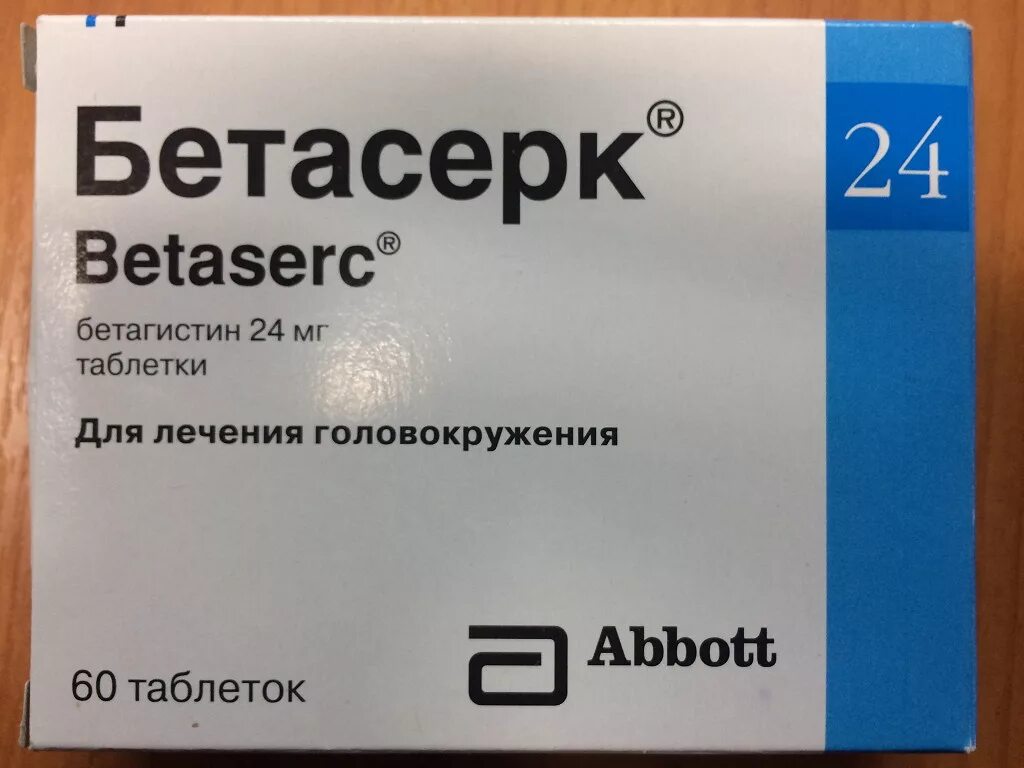 Бетасерк®
24
Betaserc®
бетагистин 24 мг
таблетки
Для лечения головокружения
Abbott
60 таблеток